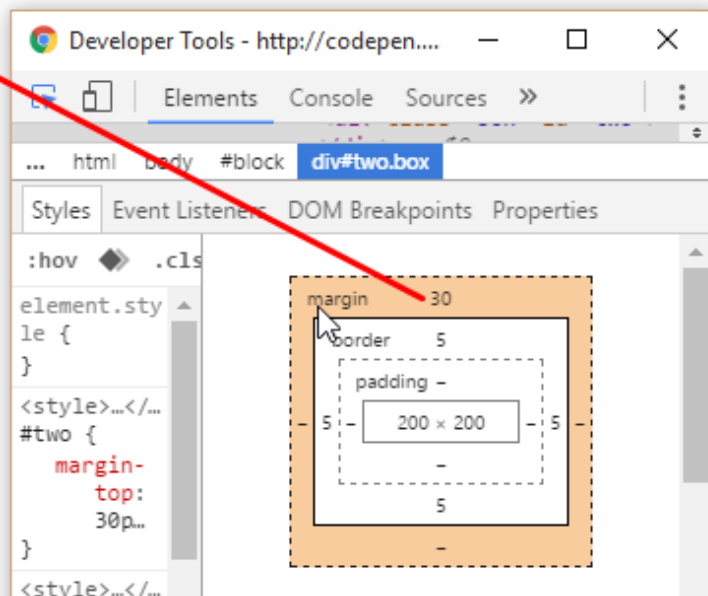 Developer Tools - http://codepen....
Elements Console Sources »
... html body #block div#two.box
Styles Event Listeners DOM Breakpoints Properties
:hov .cls
element.sty
le {
}
<style>…</…
#two {
margin-
top:
30p…
}
<style>…</…
margin 30
border 5
padding –
– 5 – 200 × 200 – 5 –
–
5
–